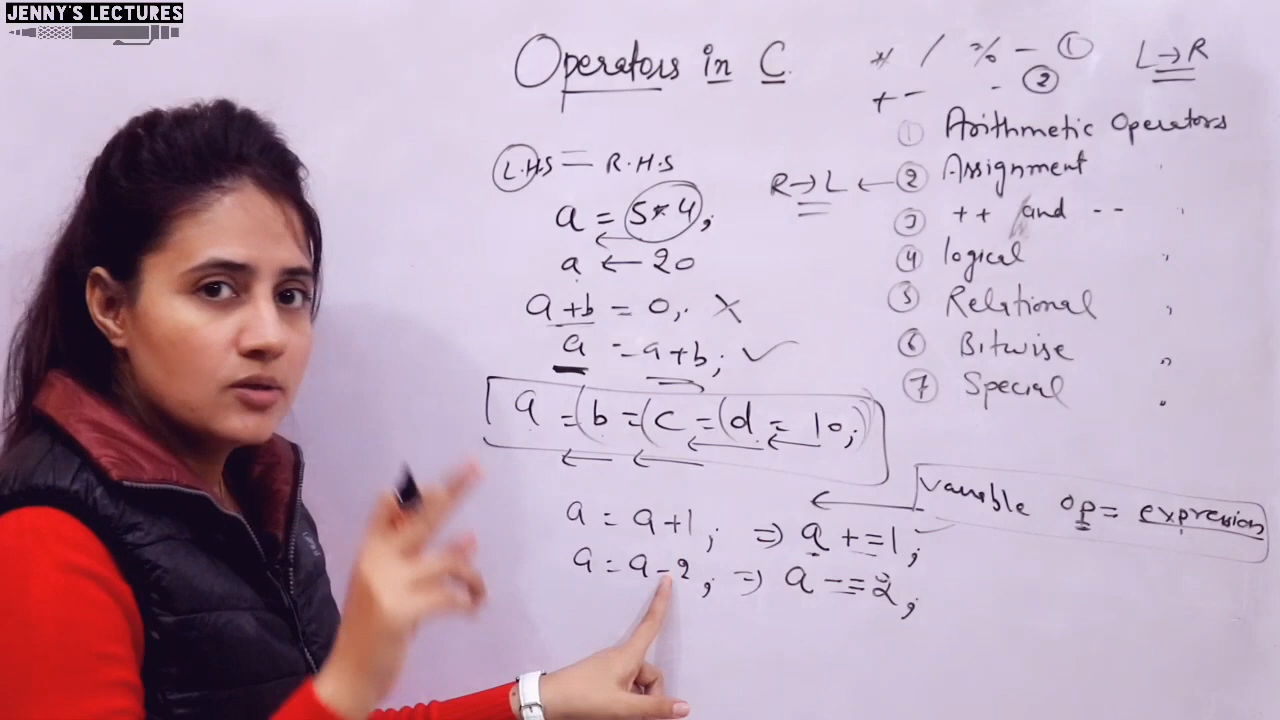 JENNY'S LECTURES
Operators in C
* / % - ① L→R
+ - - ②
L.H.S = R.H.S
a = 5*4;
a ← 20
a+b = 0; X
a = a+b; ✓
a =(b =(c =(d = 10;))
a = a+1; ⇒ a += 1;
a = a-2; ⇒ a -= 2;
① Arithmetic Operators
R→L ← ② Assignment "
③ ++ and -- "
④ logical "
⑤ Relational "
⑥ Bitwise "
⑦ Special "
variable op= expression